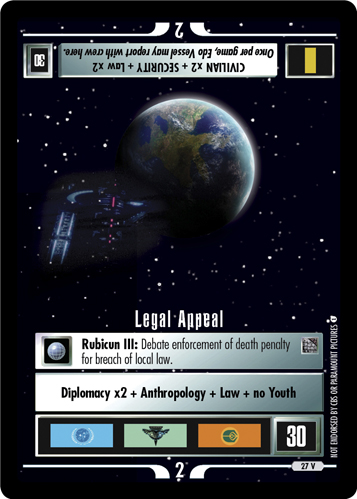 2
Once per game, Edo Vessel may report with crew here.
CIVILIAN + x2 SECURITY + Law x2
30
Legal Appeal
Rubicun III: Debate enforcement of death penalty
for breach of local law.
Diplomacy x2 + Anthropology + Law + no Youth
30
2
27 V
NOT ENDORSED BY CBS OR PARAMOUNT PICTURES